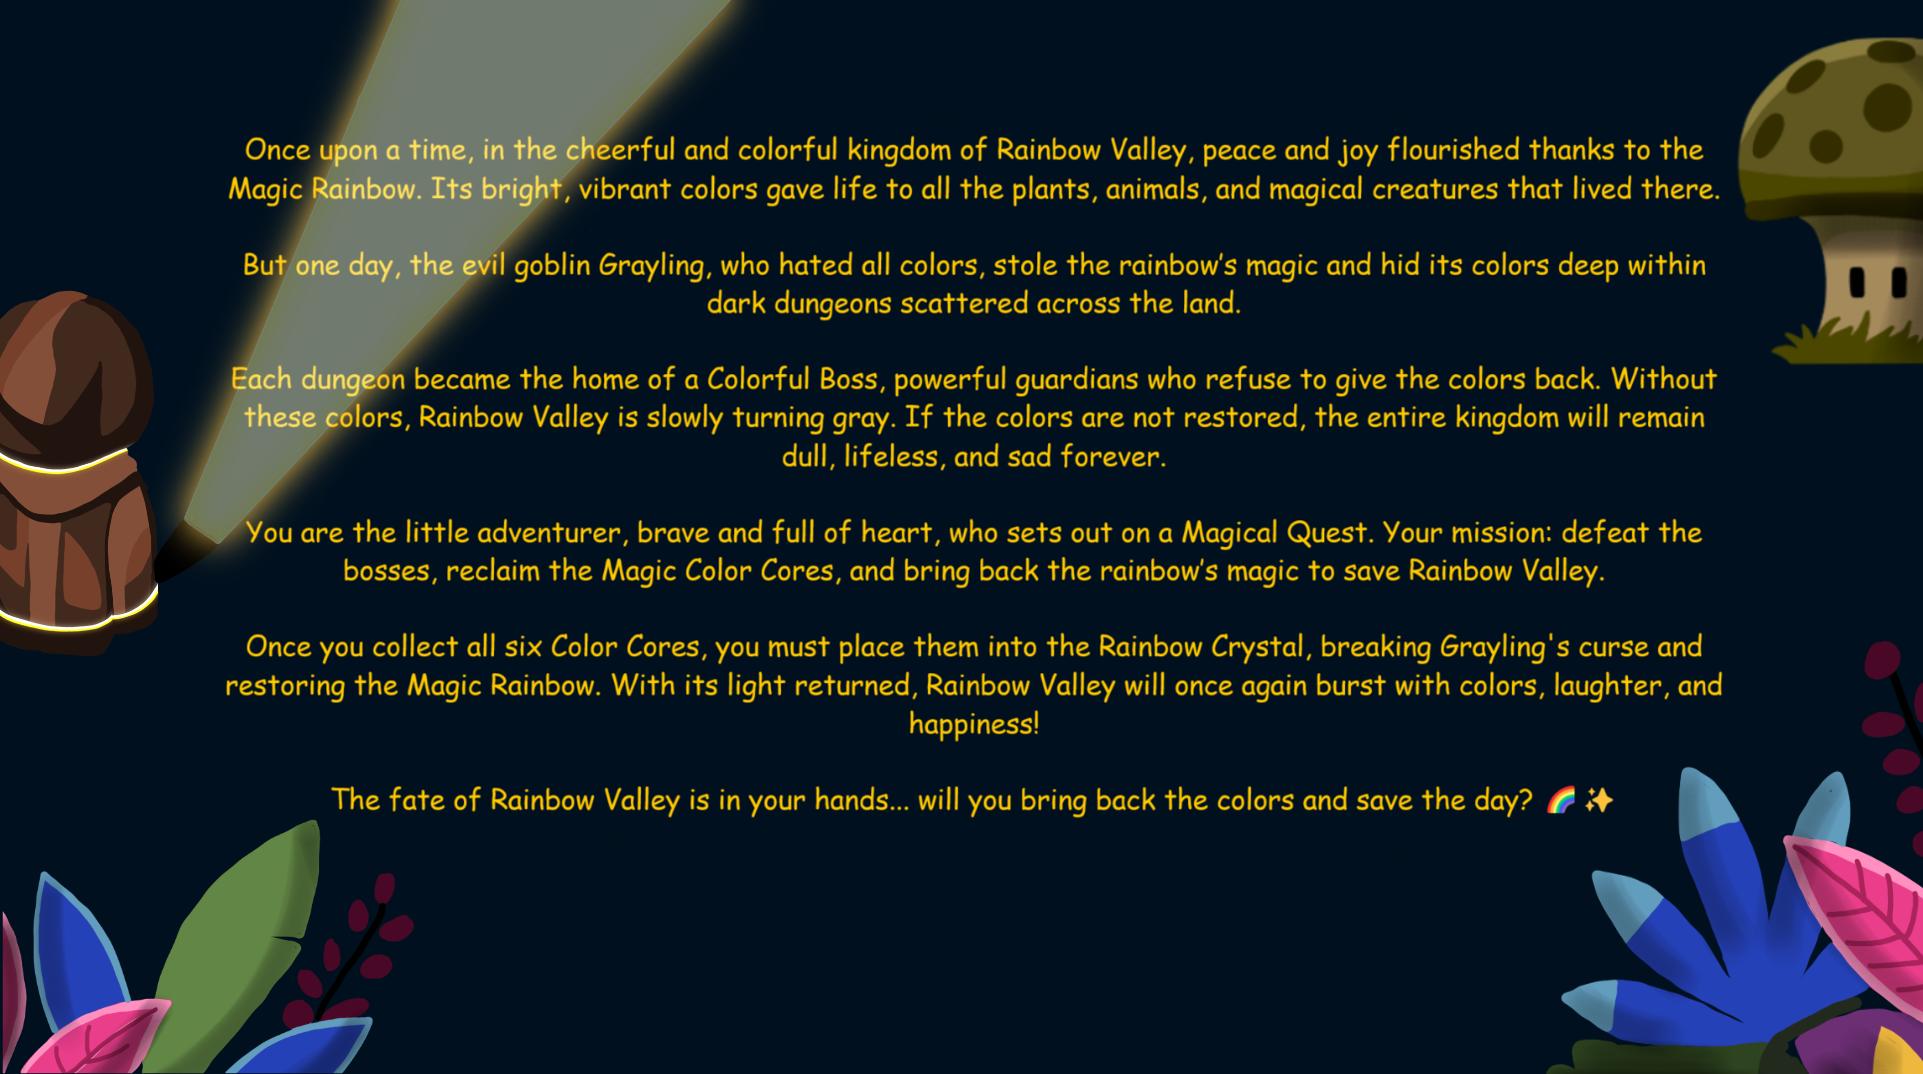 Once upon a time, in the cheerful and colorful kingdom of Rainbow Valley, peace and joy flourished thanks to the
Magic Rainbow. Its bright, vibrant colors gave life to all the plants, animals, and magical creatures that lived there.
But one day, the evil goblin Grayling, who hated all colors, stole the rainbow’s magic and hid its colors deep within
dark dungeons scattered across the land.
Each dungeon became the home of a Colorful Boss, powerful guardians who refuse to give the colors back. Without
these colors, Rainbow Valley is slowly turning gray. If the colors are not restored, the entire kingdom will remain
dull, lifeless, and sad forever.
You are the little adventurer, brave and full of heart, who sets out on a Magical Quest. Your mission: defeat the
bosses, reclaim the Magic Color Cores, and bring back the rainbow’s magic to save Rainbow Valley.
Once you collect all six Color Cores, you must place them into the Rainbow Crystal, breaking Grayling's curse and
restoring the Magic Rainbow. With its light returned, Rainbow Valley will once again burst with colors, laughter, and
happiness!
The fate of Rainbow Valley is in your hands... will you bring back the colors and save the day? 🌈✨